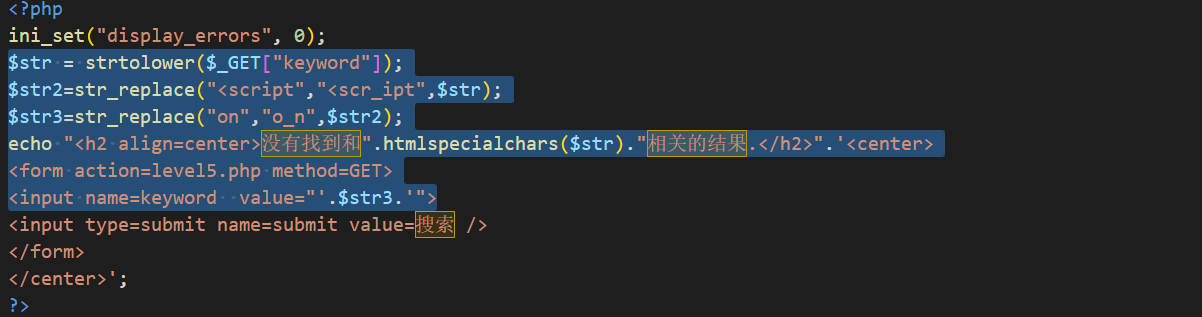 <?php
ini_set("display_errors", 0);
$str = strtolower($_GET["keyword"]);
$str2=str_replace("<script","<scr_ipt",$str);
$str3=str_replace("on","o_n",$str2);
echo "<h2 align=center>没有找到和".htmlspecialchars($str)."相关的结果.</h2>".'<center>
<form action=level5.php method=GET>
<input name=keyword  value="'.$str3.'">
<input type=submit name=submit value=搜索 />
</form>
</center>';
?>